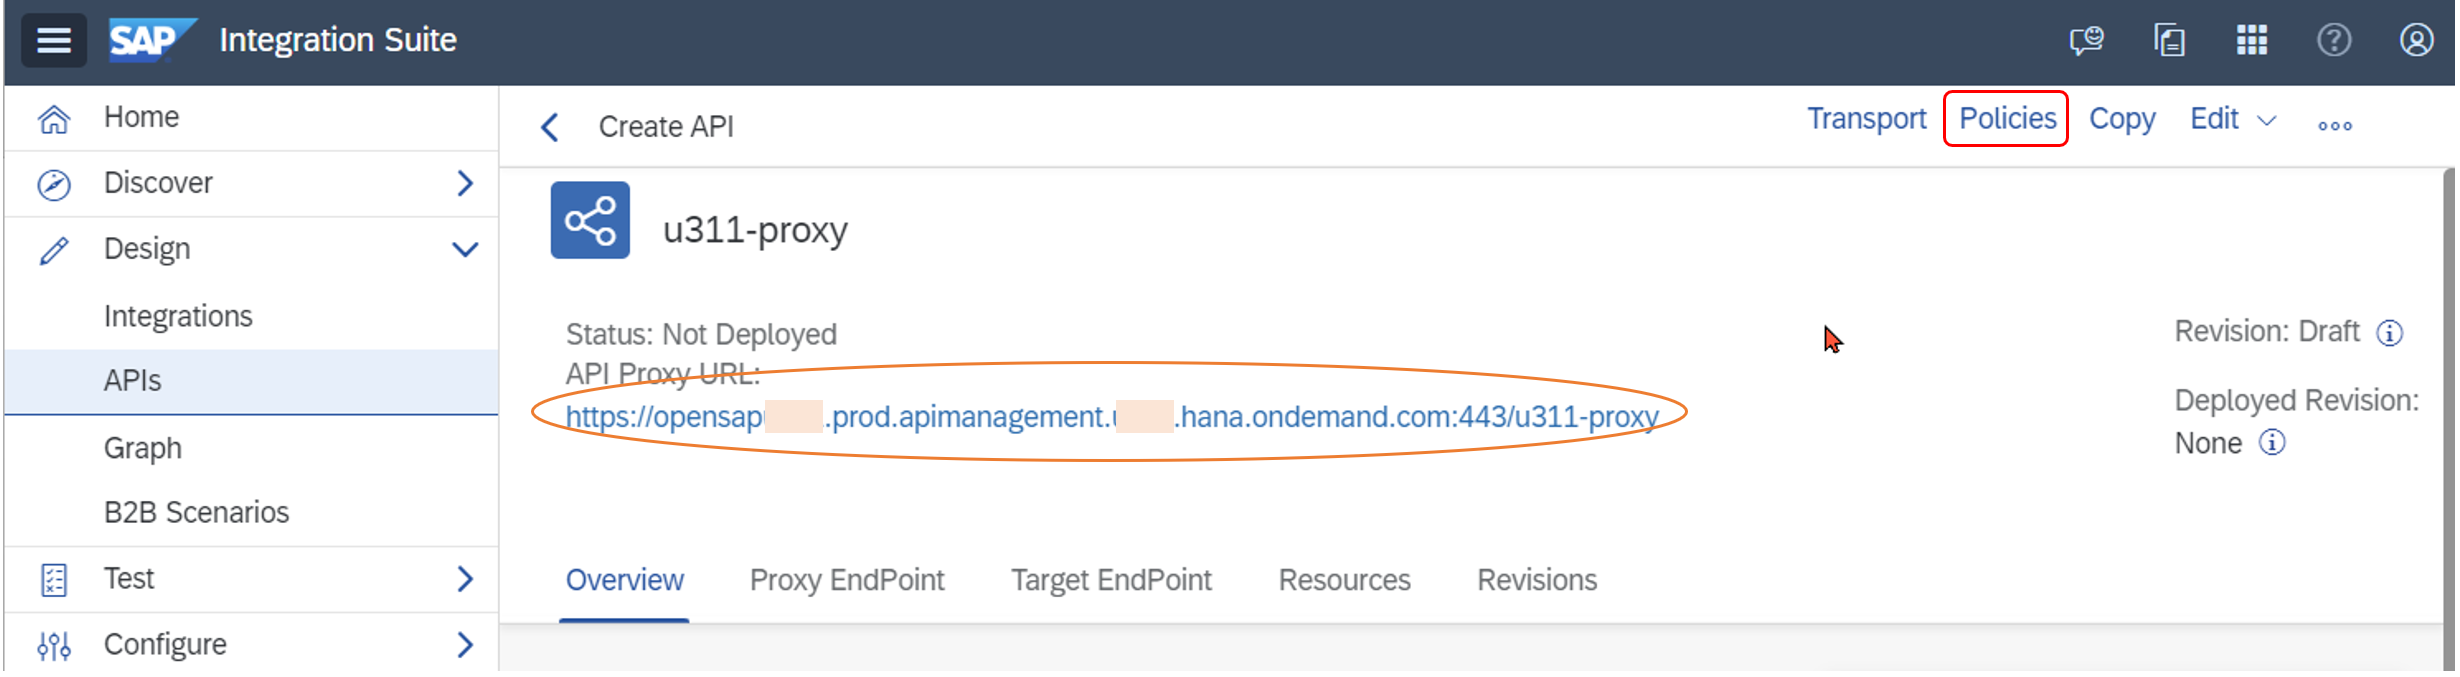 SAP Integration Suite
Home
Discover
Design
Integrations
APIs
Graph
B2B Scenarios
Test
Configure
Create API
Transport Policies Copy Edit
u311-proxy
Status: Not Deployed
API Proxy URL:
https://opensap .prod.apimanagement. .hana.ondemand.com:443/u311-proxy
Revision: Draft
Deployed Revision:
None
Overview Proxy EndPoint Target EndPoint Resources Revisions